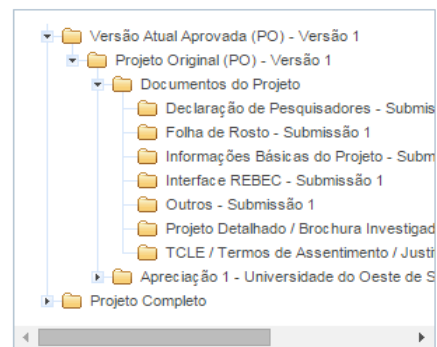 Versão Atual Aprovada (PO) - Versão 1
Projeto Original (PO) - Versão 1
Documentos do Projeto
Declaração de Pesquisadores - Submis
Folha de Rosto - Submissão 1
Informações Básicas do Projeto - Subm
Interface REBEC - Submissão 1
Outros - Submissão 1
Projeto Detalhado / Brochura Investigad
TCLE / Termos de Assentimento / Justi
Apreciação 1 - Universidade do Oeste de S
Projeto Completo